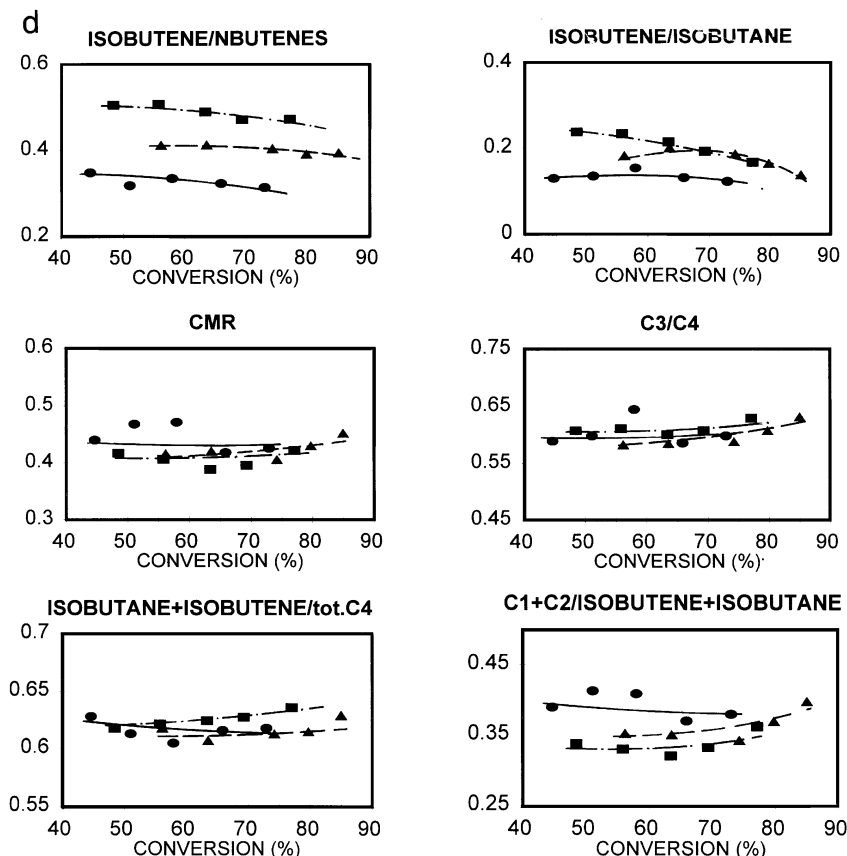 d
ISOBUTENE/NBUTENES
0.6
0.4
0.2
40 50 60 70 80 90
CONVERSION (%)
ISOBUTENE/ISOBUTANE
0.4
0.2
0
40 50 60 70 80 90
CONVERSION (%)
CMR
0.6
0.5
0.4
0.3
40 50 60 70 80 90
CONVERSION (%)
C3/C4
0.75
0.65
0.55
0.45
40 50 60 70 80 90
CONVERSION (%)
ISOBUTANE+ISOBUTENE/tot.C4
0.7
0.65
0.6
0.55
40 50 60 70 80 90
CONVERSION (%)
C1+C2/ISOBUTENE+ISOBUTANE
0.45
0.35
0.25
40 50 60 70 80 90
CONVERSION (%)